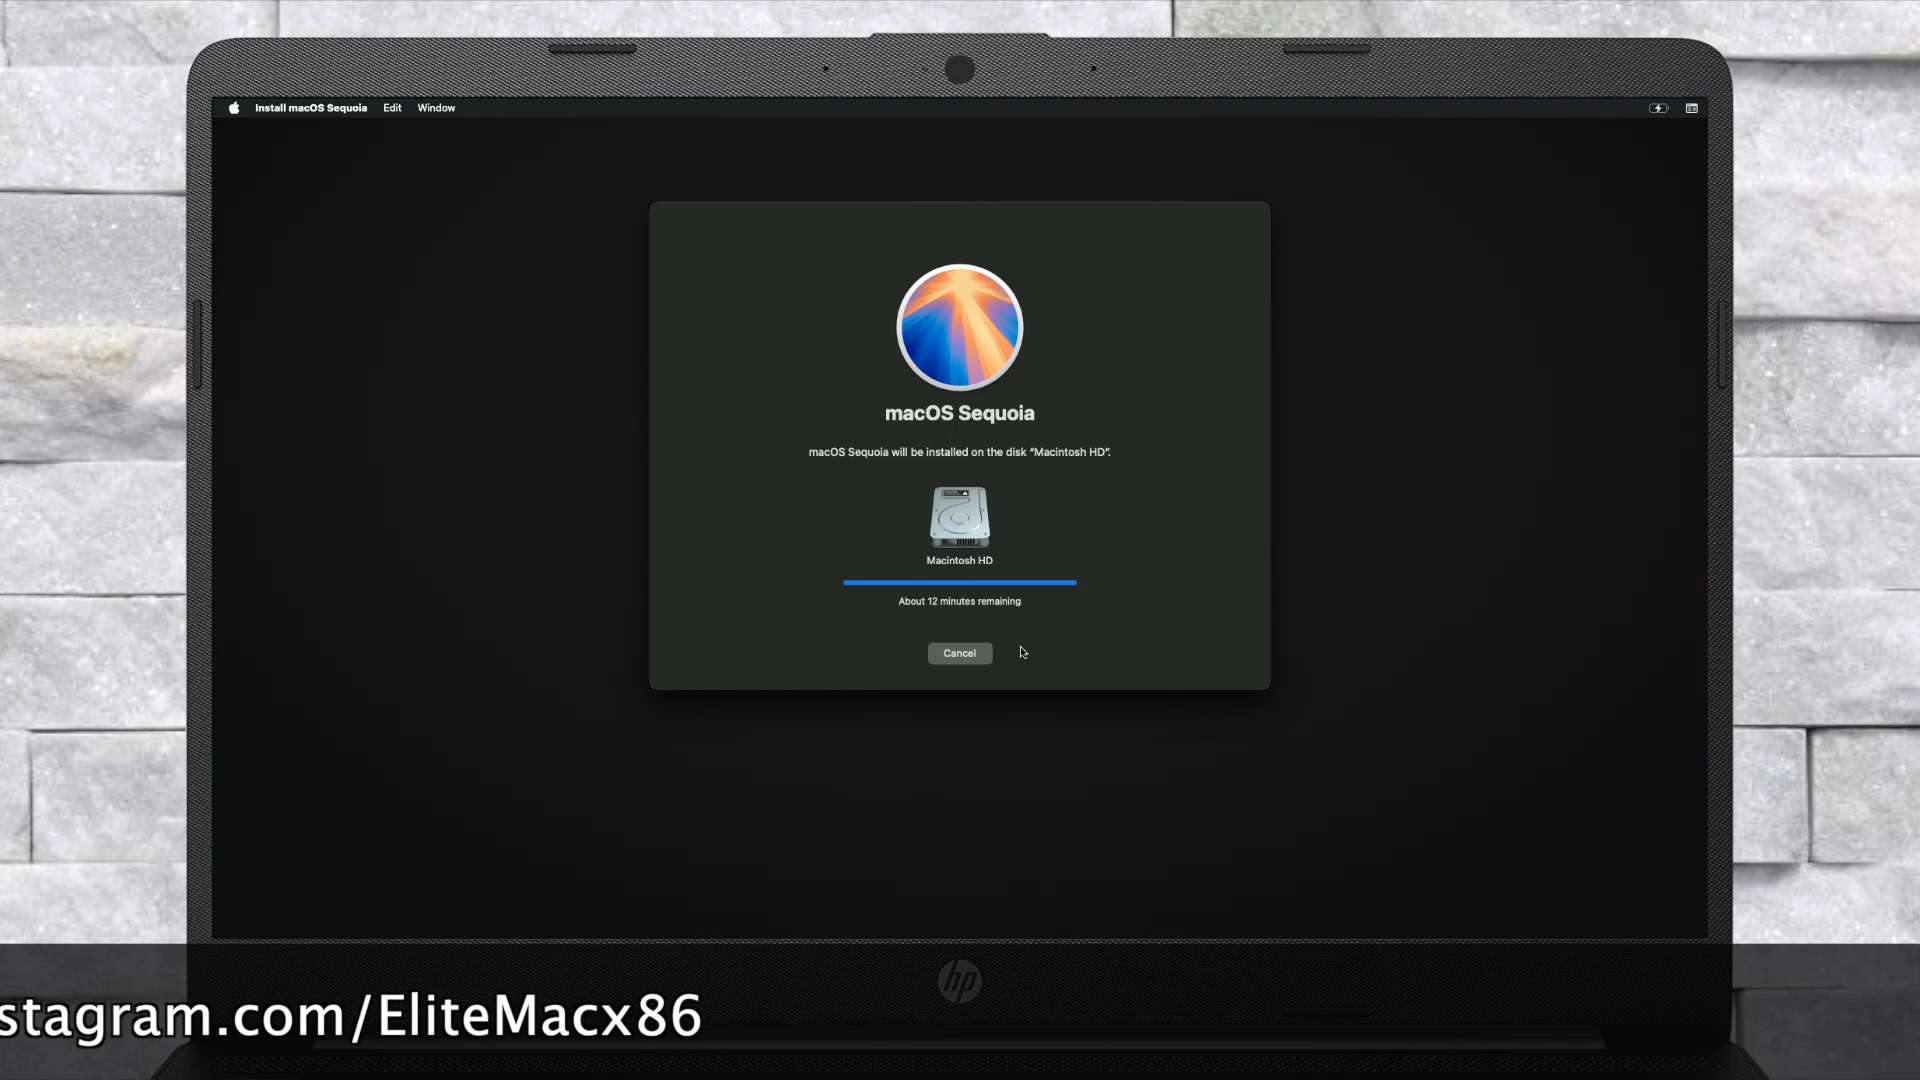 Install macOS Sequoia Edit Window
macOS Sequoia
macOS Sequoia will be installed on the disk “Macintosh HD”.
Macintosh HD
About 12 minutes remaining
Cancel
hp
stagram.com/EliteMacx86